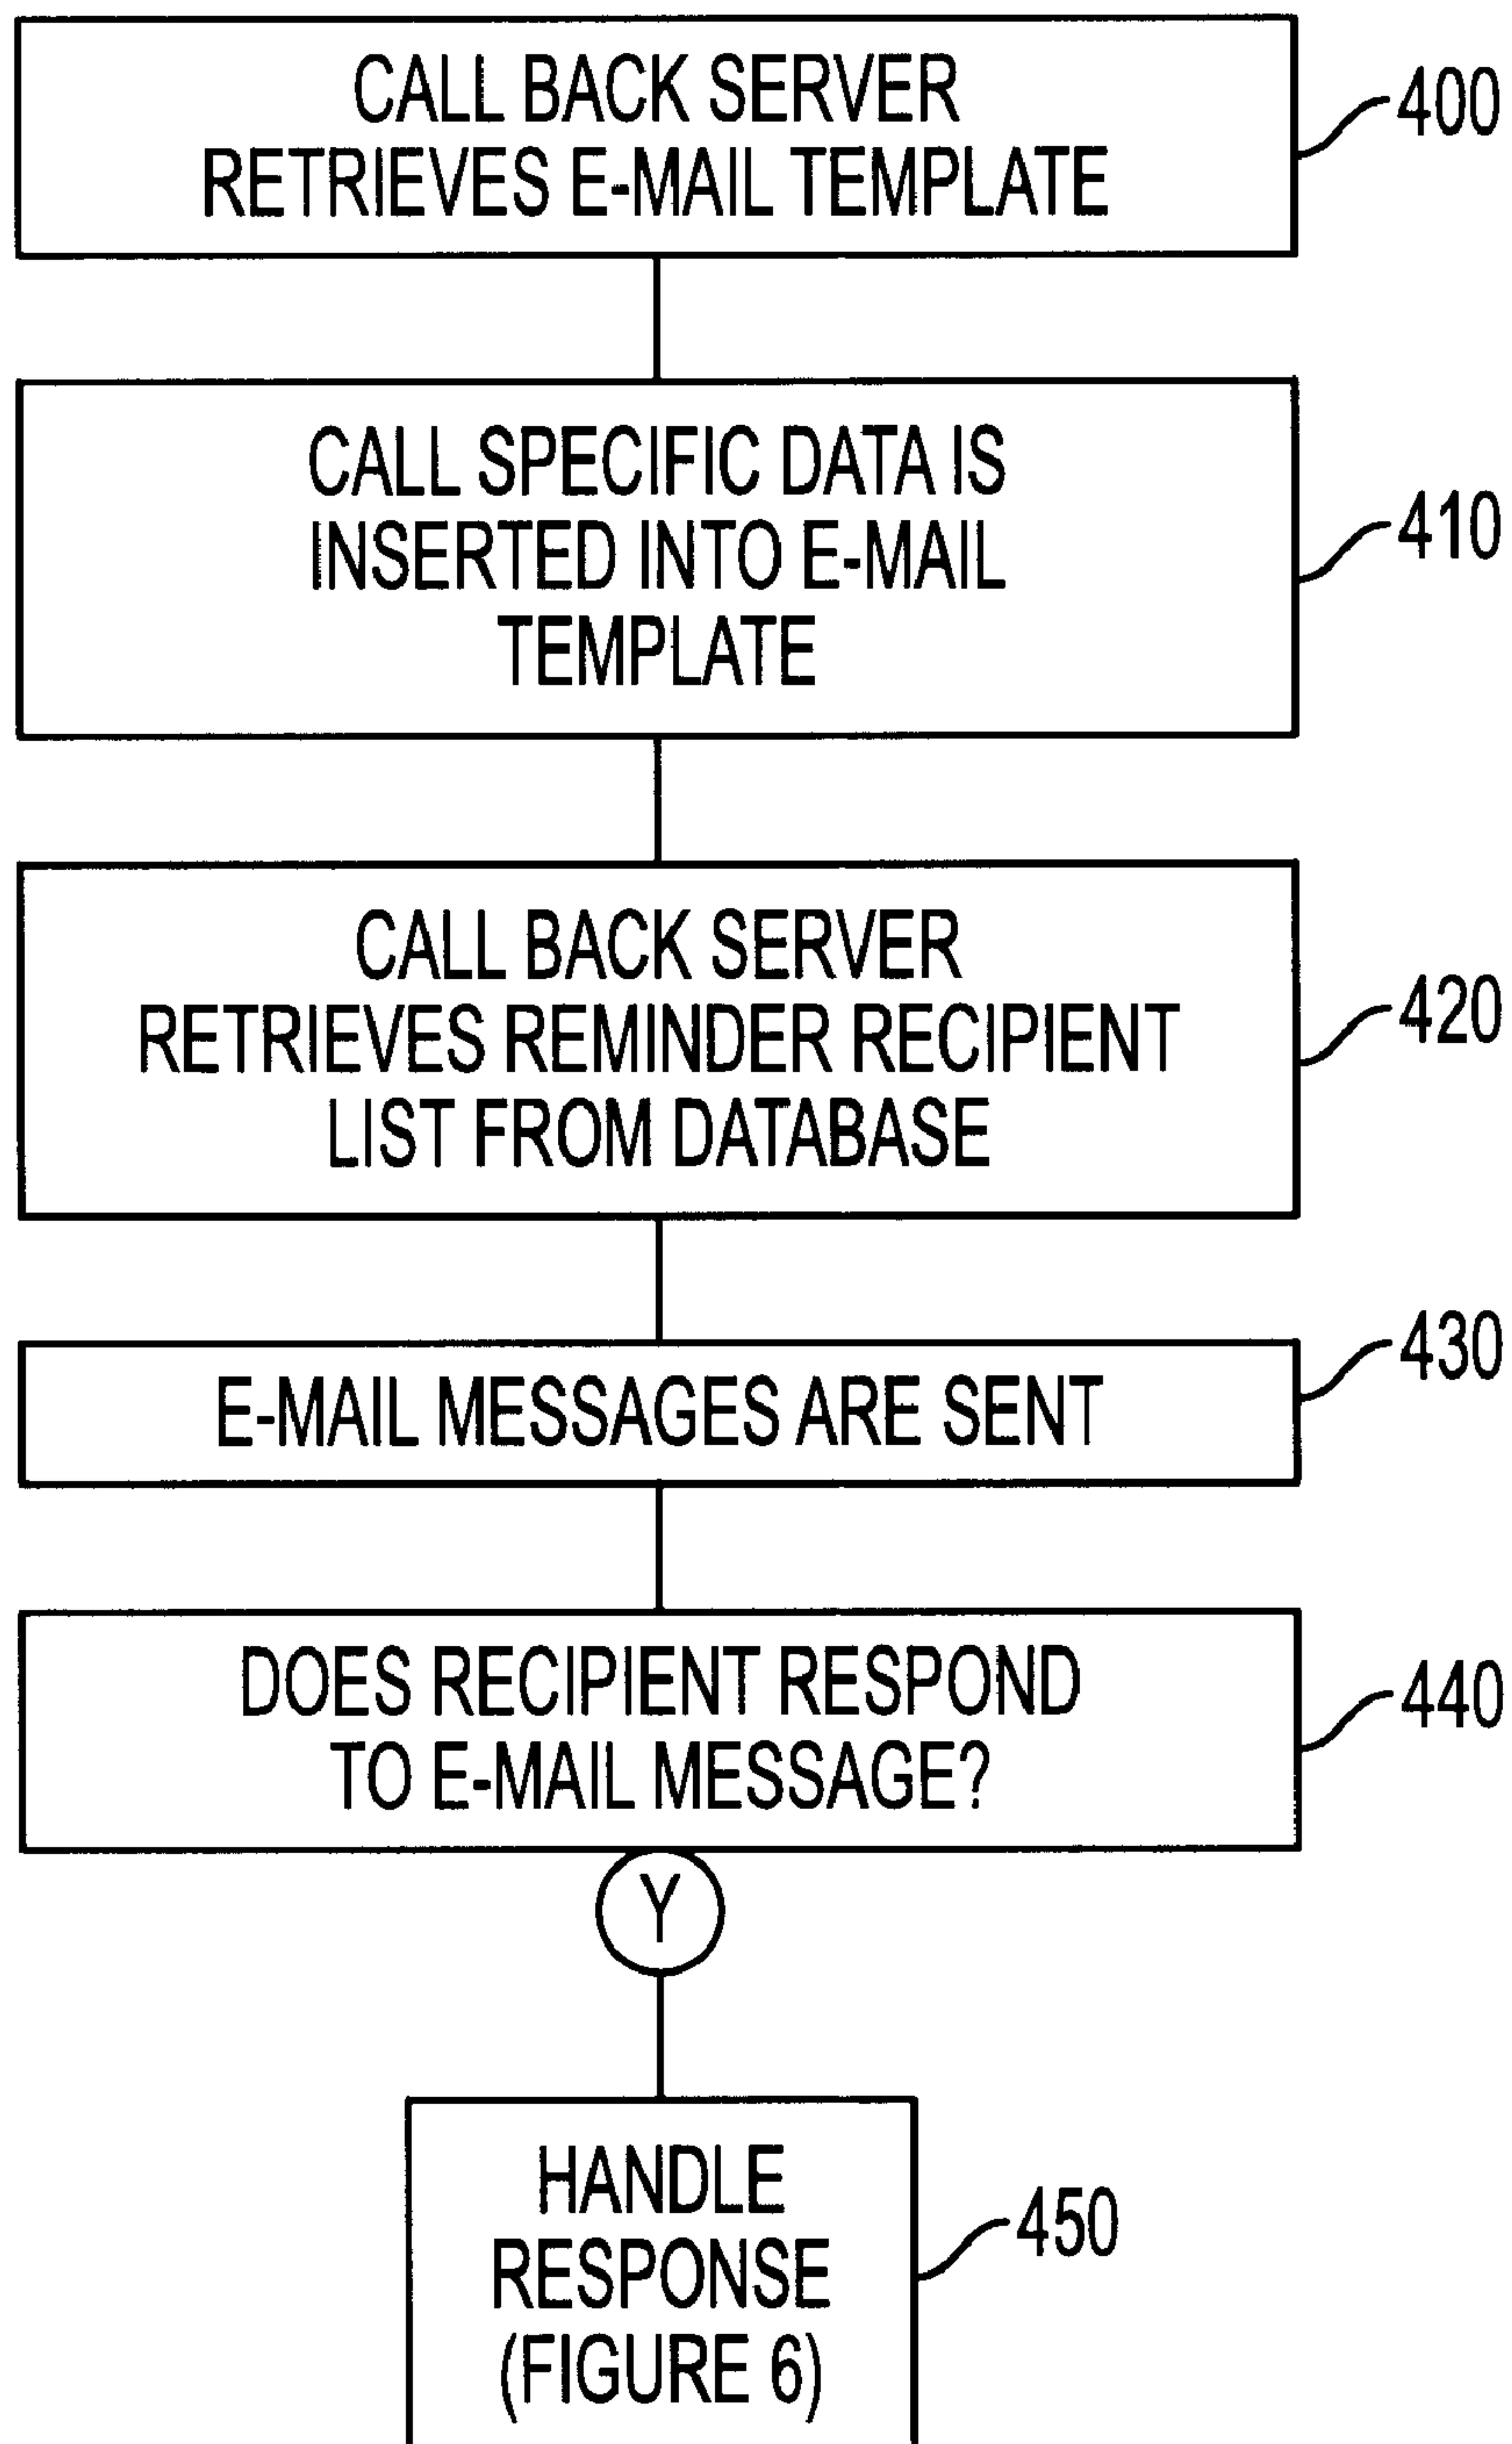 CALL BACK SERVER
RETRIEVES E-MAIL TEMPLATE
400
CALL SPECIFIC DATA IS
INSERTED INTO E-MAIL
TEMPLATE
410
CALL BACK SERVER
RETRIEVES REMINDER RECIPIENT
LIST FROM DATABASE
420
E-MAIL MESSAGES ARE SENT
430
DOES RECIPIENT RESPOND
TO E-MAIL MESSAGE?
440
Y
HANDLE
RESPONSE
(FIGURE 6)
450